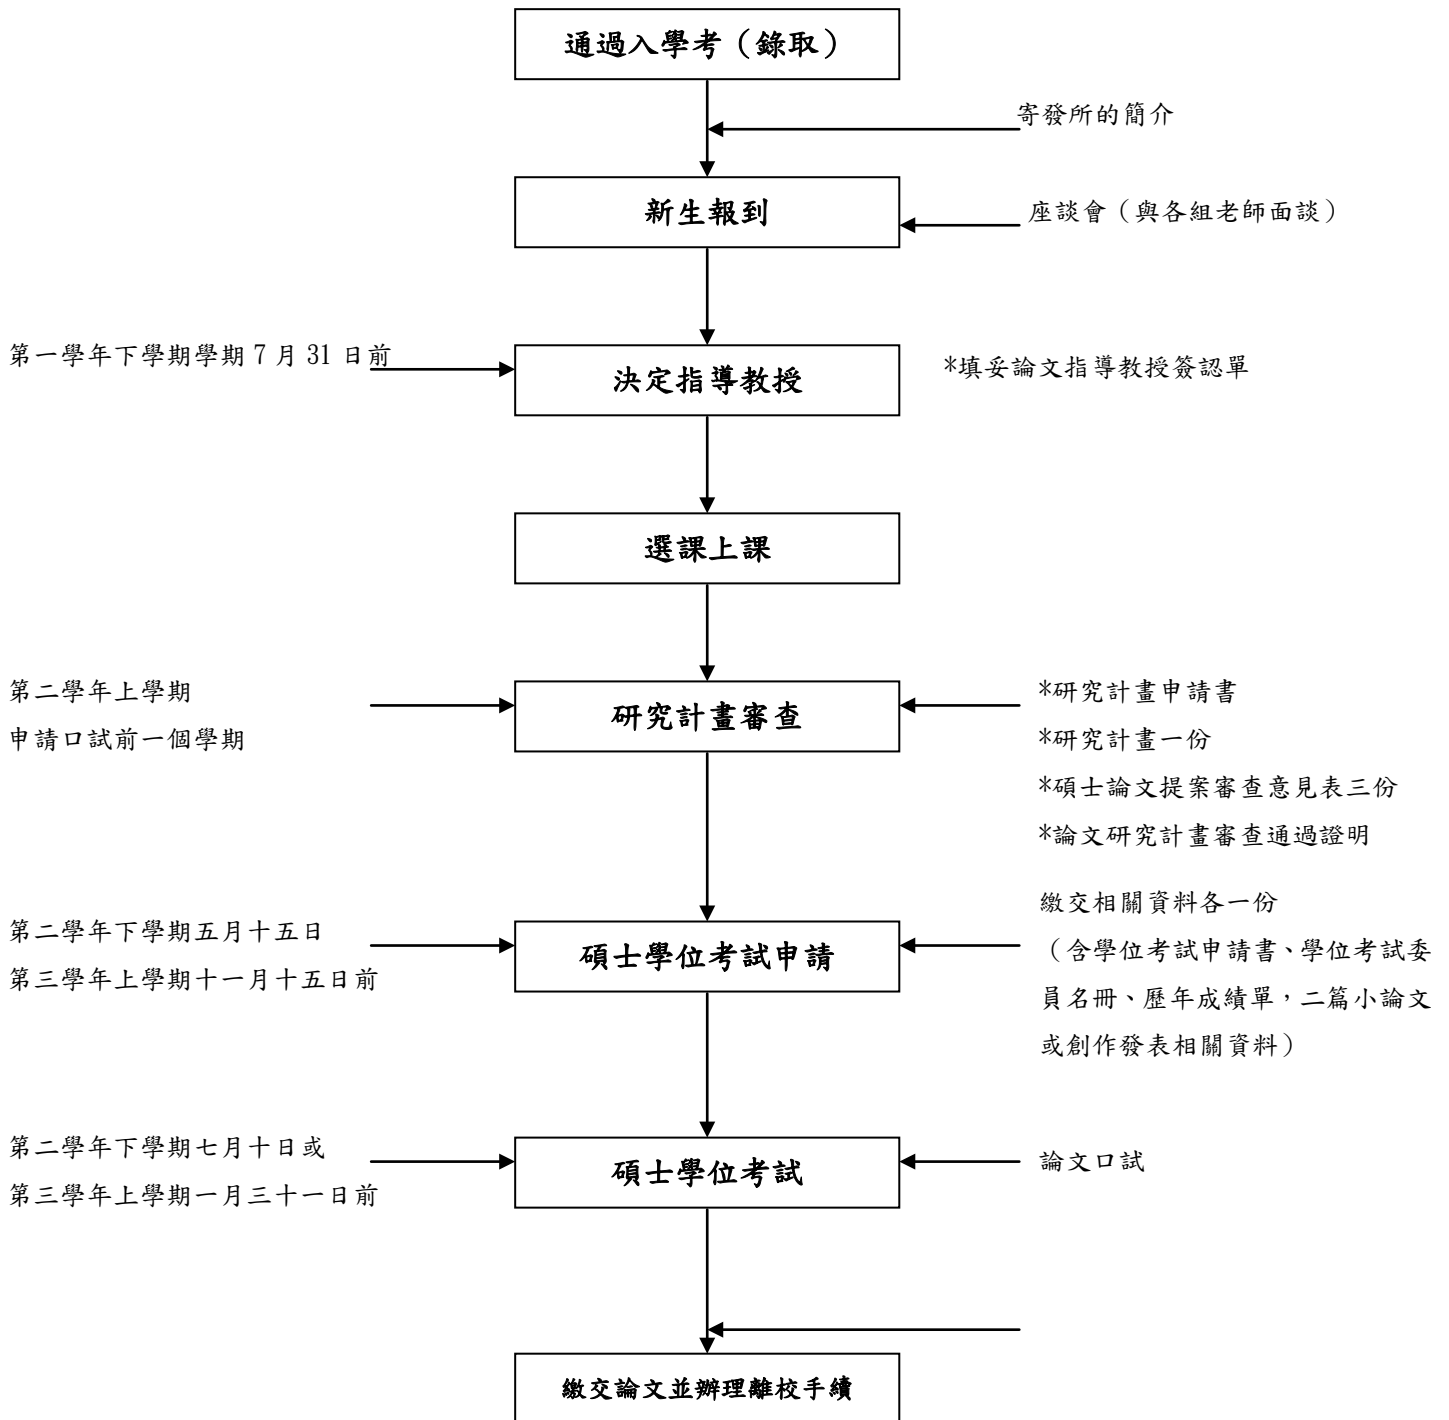 通過入學考（錄取）
寄發所的簡介
新生報到
座談會（與各組老師面談）
第一學年下學期學期 7 月 31 日前
決定指導教授
*填妥論文指導教授簽認單
選課上課
第二學年上學期
申請口試前一個學期
研究計畫審查
*研究計畫申請書
*研究計畫一份
*碩士論文提案審查意見表三份
*論文研究計畫審查通過證明
第二學年下學期五月十五日
第三學年上學期十一月十五日前
碩士學位考試申請
繳交相關資料各一份
（含學位考試申請書、學位考試委
員名冊、歷年成績單，二篇小論文
或創作發表相關資料）
第二學年下學期七月十日或
第三學年上學期一月三十一日前
碩士學位考試
論文口試
繳交論文並辦理離校手續